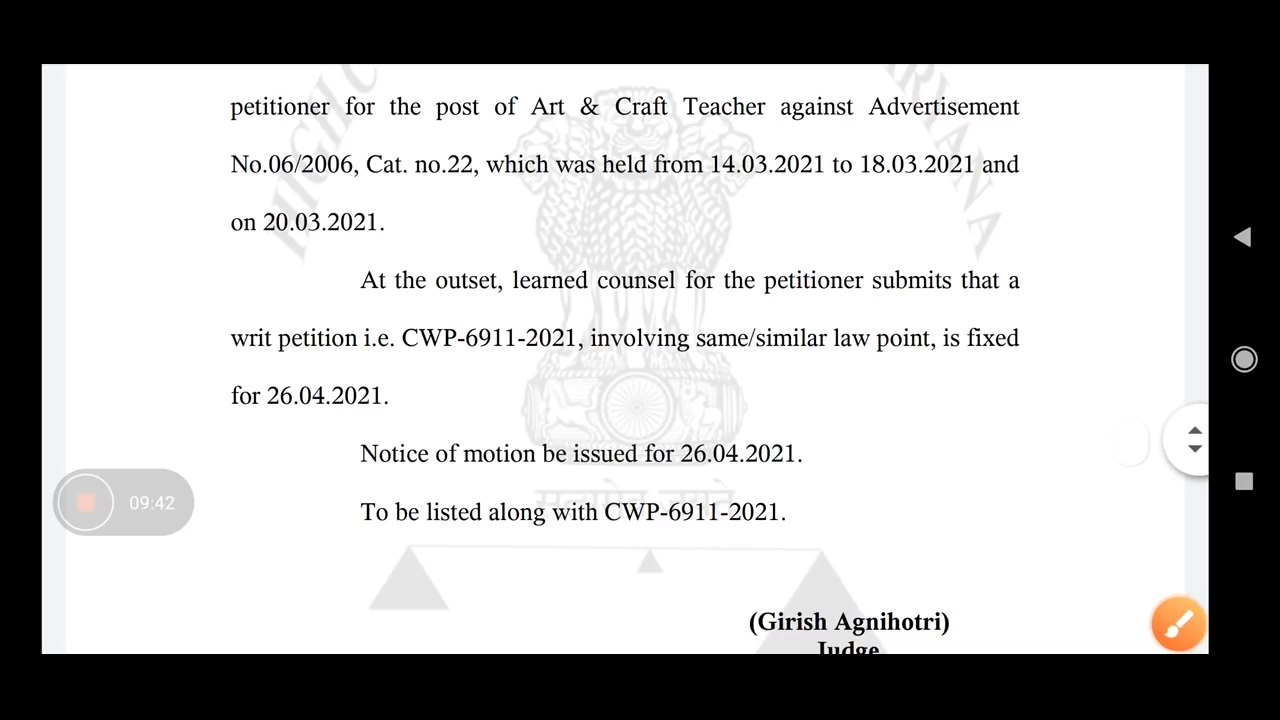 petitioner for the post of Art & Craft Teacher against Advertisement
No.06/2006, Cat. no.22, which was held from 14.03.2021 to 18.03.2021 and
on 20.03.2021.
At the outset, learned counsel for the petitioner submits that a
writ petition i.e. CWP-6911-2021, involving same/similar law point, is fixed
for 26.04.2021.
Notice of motion be issued for 26.04.2021.
09:42
To be listed along with CWP-6911-2021.
(Girish Agnihotri)
Judge